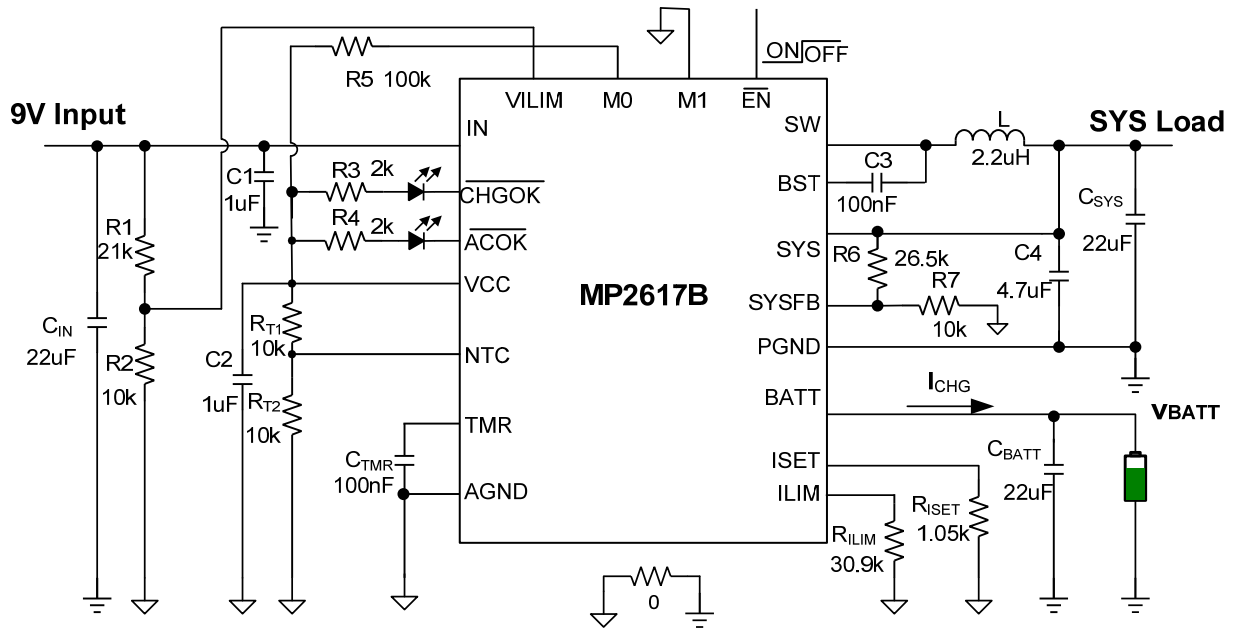 R5 100k
ON OFF
VILIM M0 M1 EN
9V Input
IN
SW
L
2.2uH
SYS Load
C3
100nF
BST
C1
1uF
R3 2k
CHGOK
R4 2k
ACOK
R1
21k
CSYS
22uF
SYS
R6
26.5k
C4
4.7uF
VCC
MP2617B
SYSFB
R7
10k
CIN
22uF
RT1
10k
NTC
PGND
R2
10k
C2
1uF
RT2
10k
BATT
ICHG
VBATT
TMR
CTMR
100nF
AGND
ISET
ILIM
CBATT
22uF
RISET
1.05k
RILIM
30.9k
0